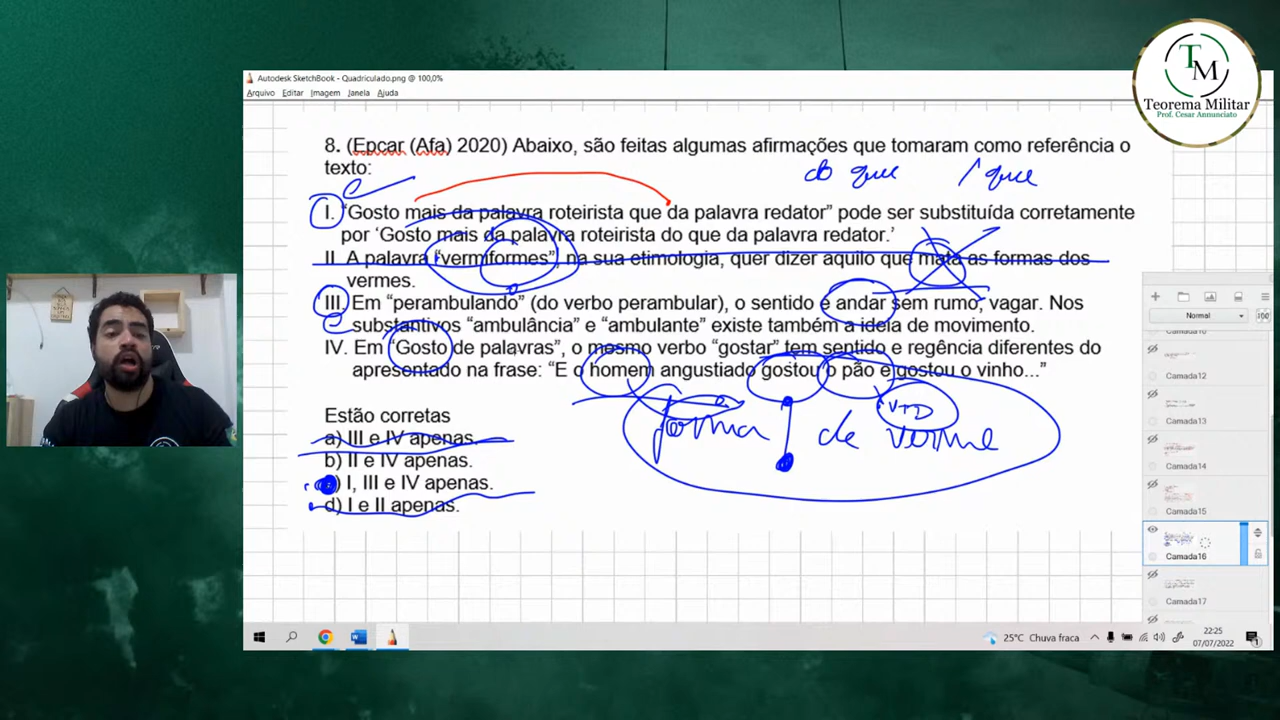 Autodesk SketchBook - Quadriculado.png @ 100,0%
Arquivo Editar Imagem Janela Ajuda
TM
Teorema Militar
Prof. Cesar Annunciato
8. (Epcar (Afa) 2020) Abaixo, são feitas algumas afirmações que tomaram como referência o
texto:
do que / que
I. “Gosto mais da palavra roteirista que da palavra redator” pode ser substituída corretamente
por ‘Gosto mais da palavra roteirista do que da palavra redator.’
II. A palavra “vermiformes”, na sua etimologia, quer dizer aquilo que mata as formas dos
vermes.
III. Em “perambulando” (do verbo perambular), o sentido é andar sem rumo, vagar. Nos
substantivos “ambulância” e “ambulante” existe também a ideia de movimento.
IV. Em “Gosto de palavras”, o mesmo verbo “gostar” tem sentido e regência diferentes do
apresentado na frase: “E o homem angustiado gostou o pão e gostou o vinho...”
VTD
forma de verme
Estão corretas
a) III e IV apenas.
b) II e IV apenas.
) I, III e IV apenas.
d) I e II apenas.
Normal 100
Camada12
Camada13
Camada14
Camada15
Camada16
Camada17
25°C Chuva fraca
22:25
07/07/2022